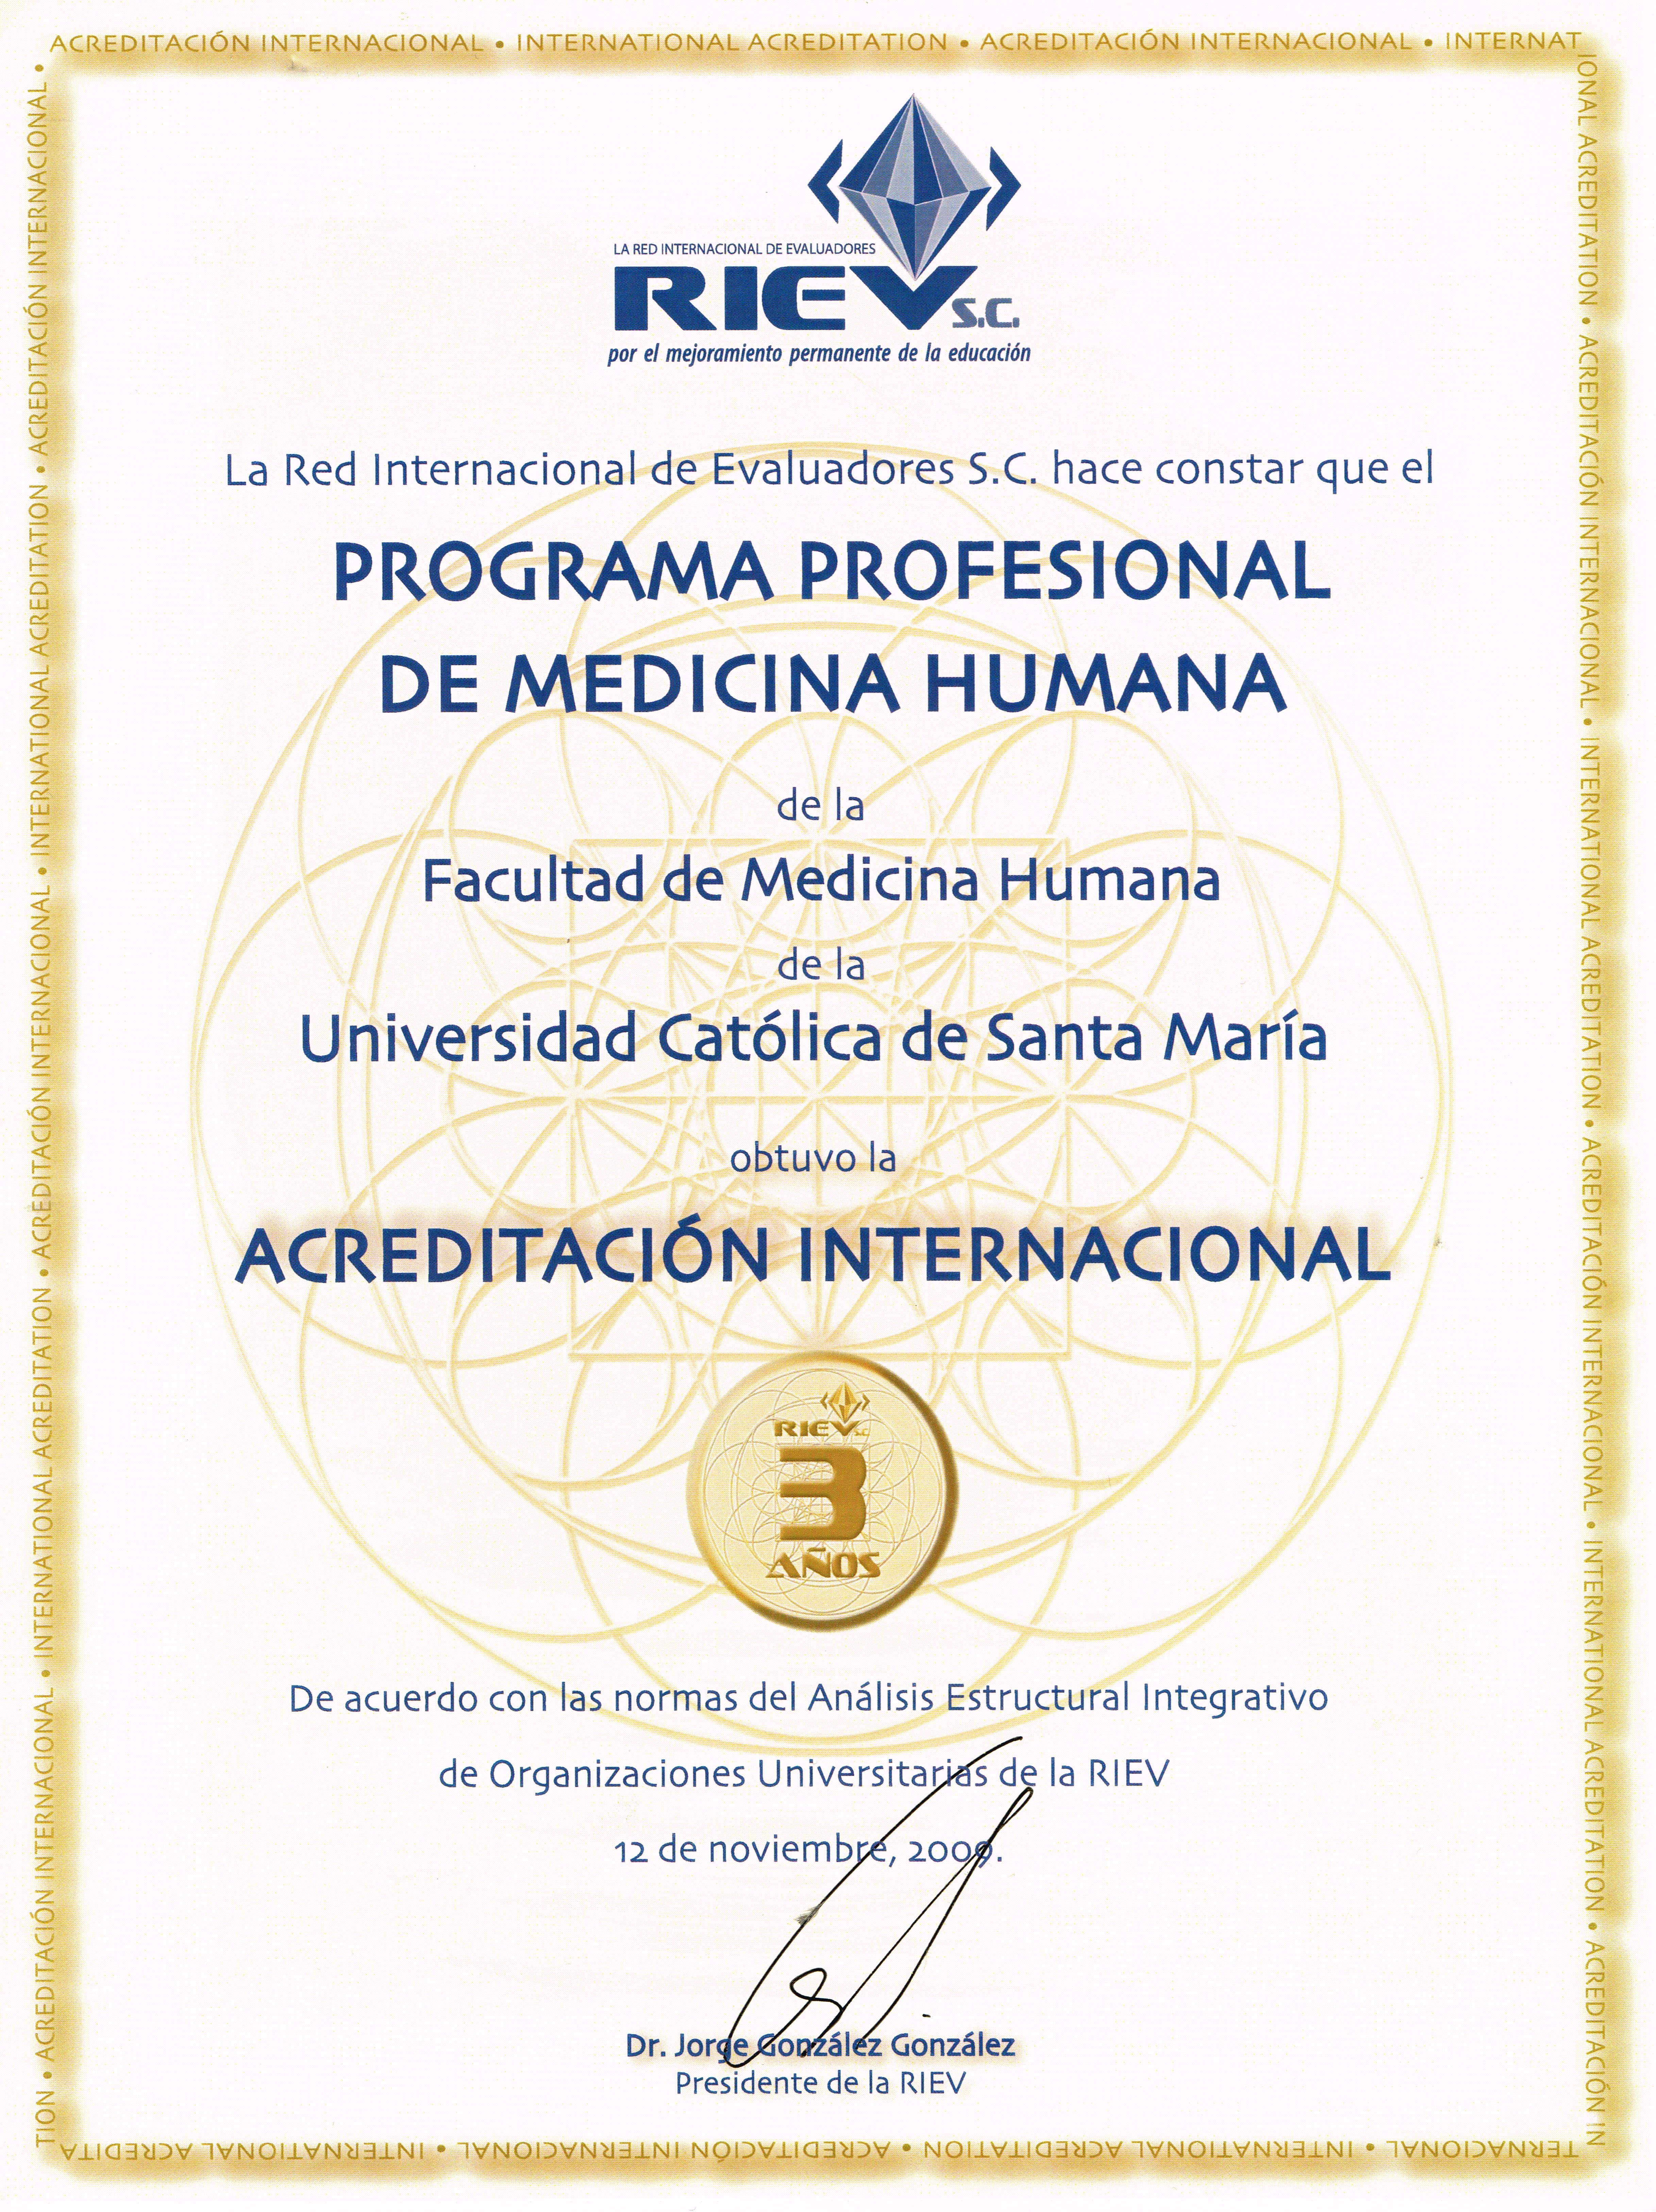 ACREDITACIÓN INTERNACIONAL • INTERNATIONAL ACREDITATION • ACREDITACIÓN INTERNACIONAL • INTERNAT
IONAL ACREDITATION • ACREDITACIÓN INTERNACIONAL • INTERNATIONAL ACREDITATION • ACREDITACIÓN INTERNACIONAL • INTERNATIONAL ACREDITATION • ACREDITACIÓN IN
TERNACIONAL • INTERNATIONAL ACREDITATION • ACREDITACIÓN INTERNACIONAL • INTERNATIONAL ACREDITA
TION • ACREDITACIÓN INTERNACIONAL • INTERNATIONAL ACREDITATION • ACREDITACIÓN INTERNACIONAL • INTERNATIONAL ACREDITATION • ACREDITACIÓN INTERNACIONAL •
LA RED INTERNACIONAL DE EVALUADORES
RIEV S.C.
por el mejoramiento permanente de la educación
La Red Internacional de Evaluadores S.C. hace constar que el
PROGRAMA PROFESIONAL
DE MEDICINA HUMANA
de la
Facultad de Medicina Humana
de la
Universidad Católica de Santa María
obtuvo la
ACREDITACIÓN INTERNACIONAL
RIEV S.C.
3
AÑOS
De acuerdo con las normas del Análisis Estructural Integrativo
de Organizaciones Universitarias de la RIEV
12 de noviembre, 2009.
Dr. Jorge González González
Presidente de la RIEV